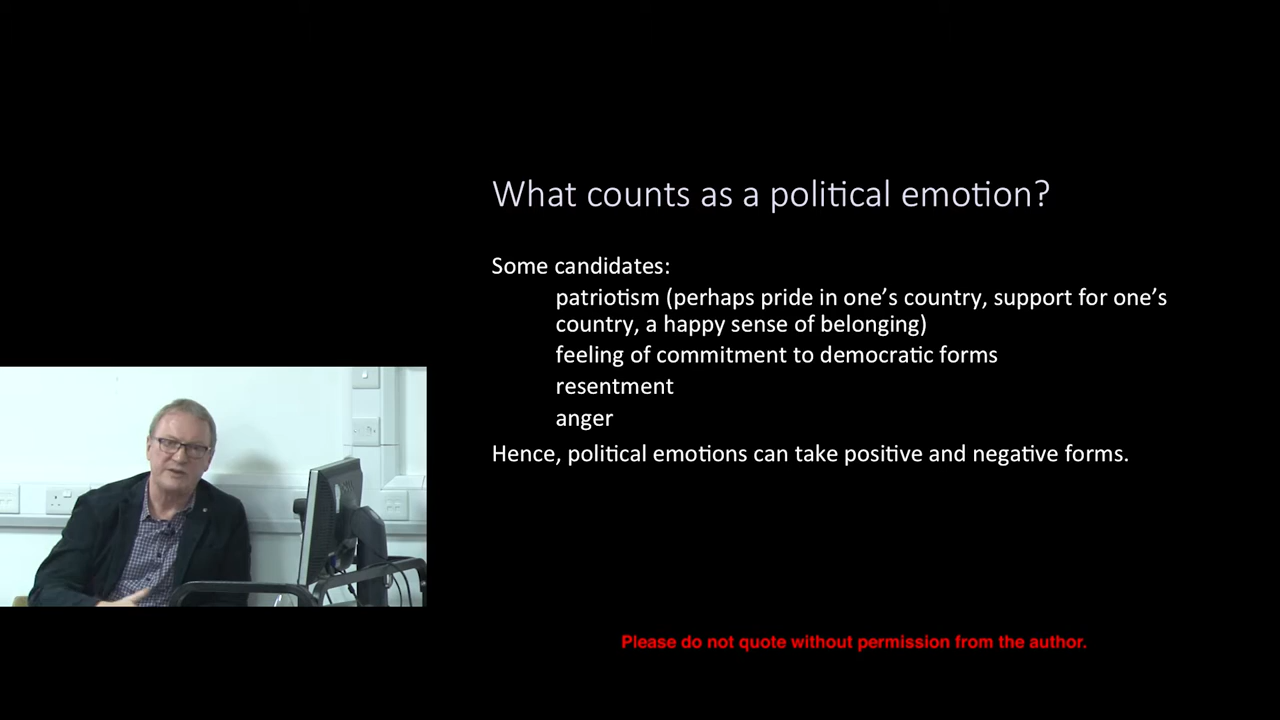 What counts as a political emotion?
Some candidates:
patriotism (perhaps pride in one’s country, support for one’s
country, a happy sense of belonging)
feeling of commitment to democratic forms
resentment
anger
Hence, political emotions can take positive and negative forms.
Please do not quote without permission from the author.